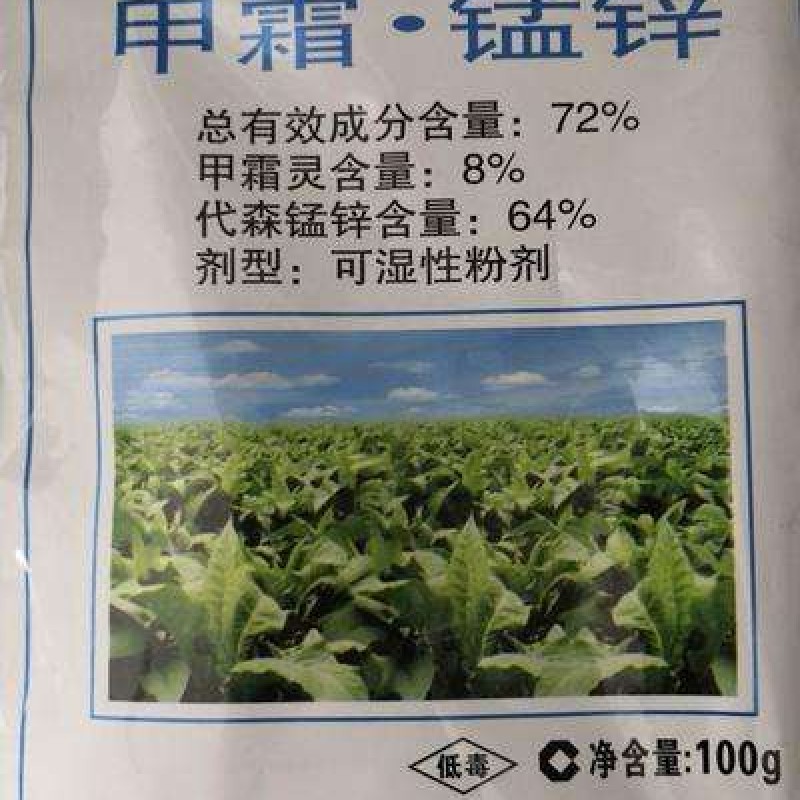 甲霜·锰锌
总有效成分含量：72%
甲霜灵含量：8%
代森锰锌含量：64%
剂型：可湿性粉剂
低毒
净含量:100g